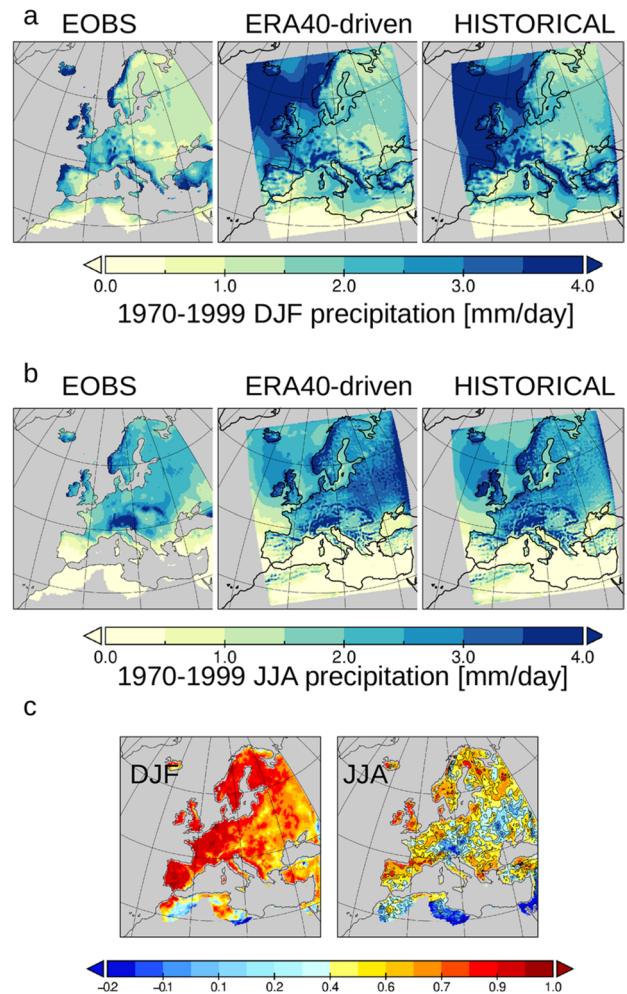 a
EOBS ERA40-driven HISTORICAL
0.0 1.0 2.0 3.0 4.0
1970-1999 DJF precipitation [mm/day]
b
EOBS ERA40-driven HISTORICAL
0.0 1.0 2.0 3.0 4.0
1970-1999 JJA precipitation [mm/day]
c
DJF JJA
−0.2 −0.1 0.1 0.2 0.4 0.6 0.7 0.9 1.0